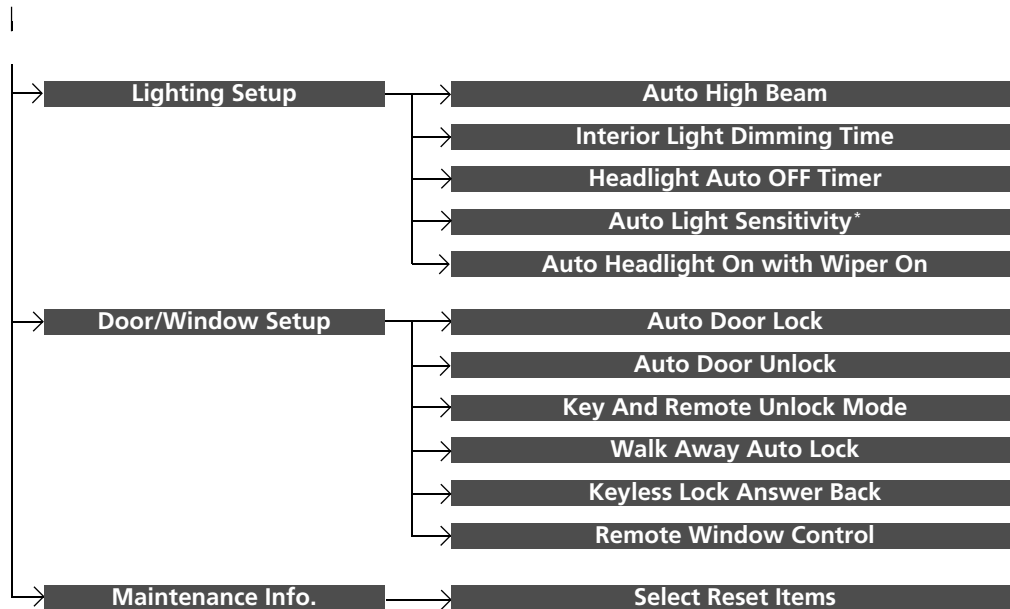 Lighting Setup
Auto High Beam
Interior Light Dimming Time
Headlight Auto OFF Timer
Auto Light Sensitivity*
Auto Headlight On with Wiper On
Door/Window Setup
Auto Door Lock
Auto Door Unlock
Key And Remote Unlock Mode
Walk Away Auto Lock
Keyless Lock Answer Back
Remote Window Control
Maintenance Info.
Select Reset Items